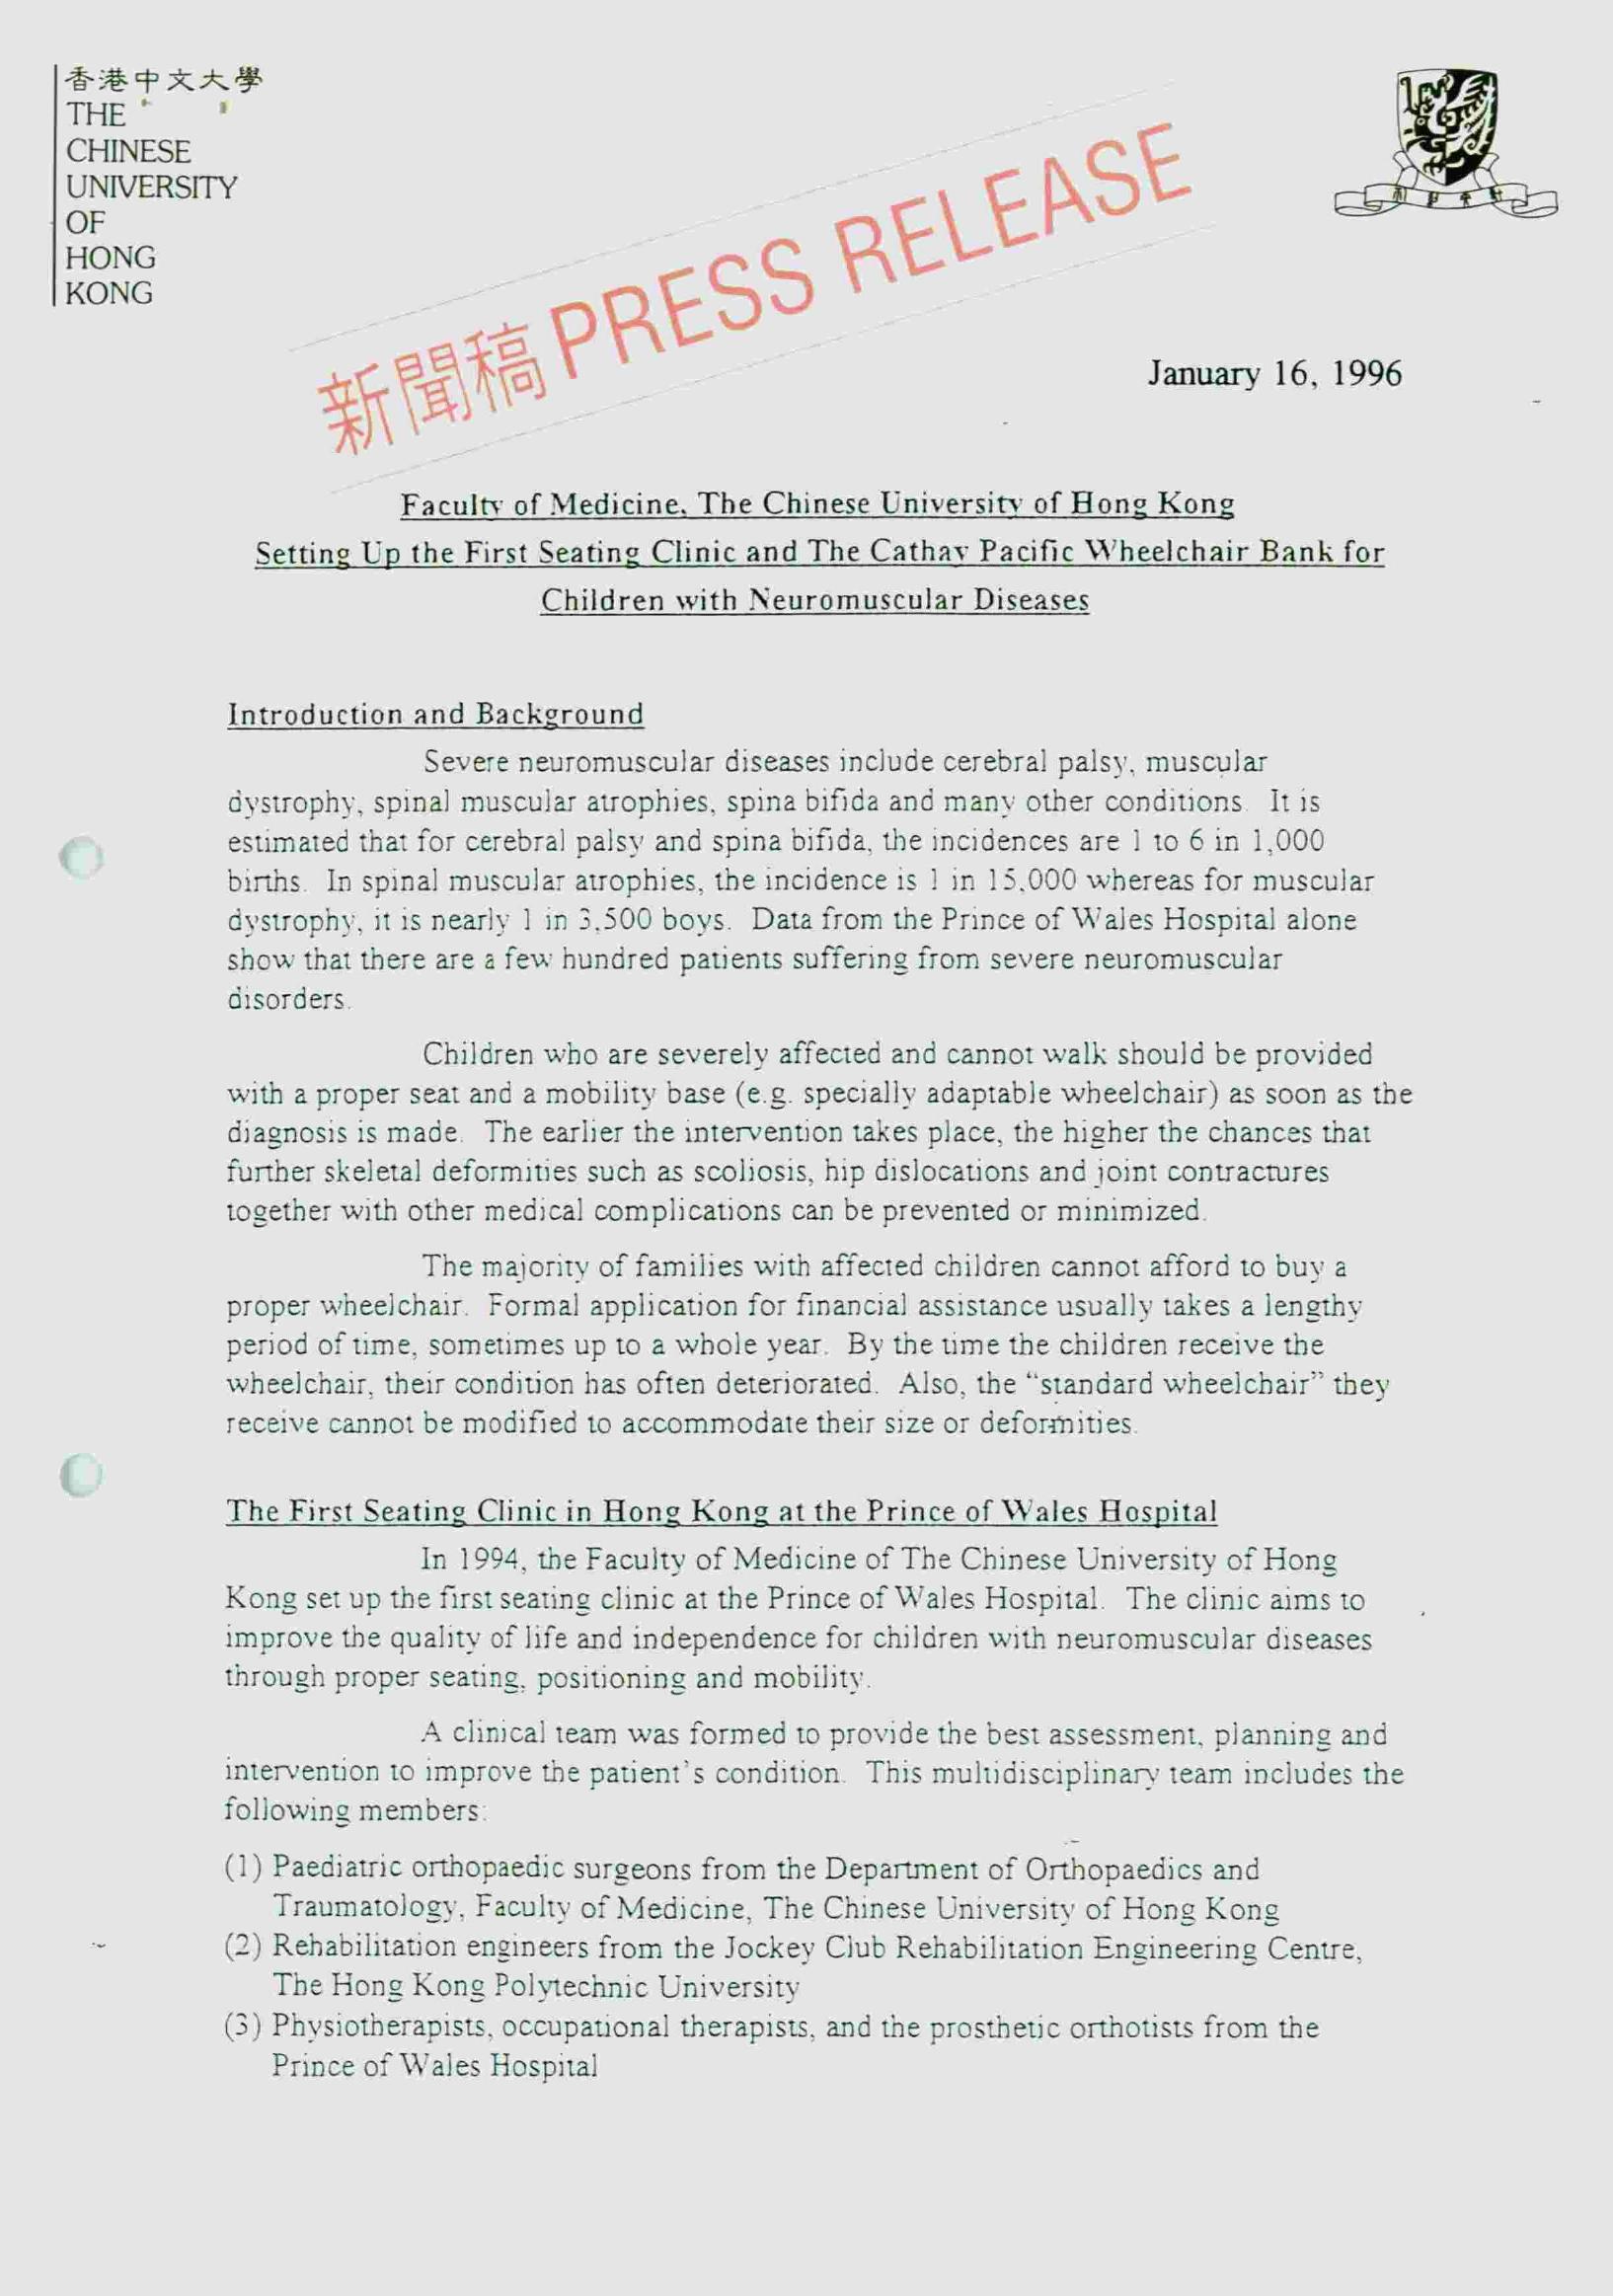 香港中文大學
THE
CHINESE
UNIVERSITY
OF
HONG
KONG
新聞稿 PRESS RELEASE
January 16, 1996
Faculty of Medicine, The Chinese University of Hong Kong
Setting Up the First Seating Clinic and The Cathay Pacific Wheelchair Bank for
Children with Neuromuscular Diseases
Introduction and Background
Severe neuromuscular diseases include cerebral palsy, muscular
dystrophy, spinal muscular atrophies, spina bifida and many other conditions. It is
estimated that for cerebral palsy and spina bifida, the incidences are 1 to 6 in 1,000
births. In spinal muscular atrophies, the incidence is 1 in 15,000 whereas for muscular
dystrophy, it is nearly 1 in 3,500 boys. Data from the Prince of Wales Hospital alone
show that there are a few hundred patients suffering from severe neuromuscular
disorders.
Children who are severely affected and cannot walk should be provided
with a proper seat and a mobility base (e.g. specially adaptable wheelchair) as soon as the
diagnosis is made. The earlier the intervention takes place, the higher the chances that
further skeletal deformities such as scoliosis, hip dislocations and joint contractures
together with other medical complications can be prevented or minimized.
The majority of families with affected children cannot afford to buy a
proper wheelchair. Formal application for financial assistance usually takes a lengthy
period of time, sometimes up to a whole year. By the time the children receive the
wheelchair, their condition has often deteriorated. Also, the “standard wheelchair” they
receive cannot be modified to accommodate their size or deformities.
The First Seating Clinic in Hong Kong at the Prince of Wales Hospital
In 1994, the Faculty of Medicine of The Chinese University of Hong
Kong set up the first seating clinic at the Prince of Wales Hospital. The clinic aims to
improve the quality of life and independence for children with neuromuscular diseases
through proper seating, positioning and mobility.
A clinical team was formed to provide the best assessment, planning and
intervention to improve the patient's condition. This multidisciplinary team includes the
following members:
(1) Paediatric orthopaedic surgeons from the Department of Orthopaedics and
Traumatology, Faculty of Medicine, The Chinese University of Hong Kong
(2) Rehabilitation engineers from the Jockey Club Rehabilitation Engineering Centre,
The Hong Kong Polytechnic University
(3) Physiotherapists, occupational therapists, and the prosthetic orthotists from the
Prince of Wales Hospital